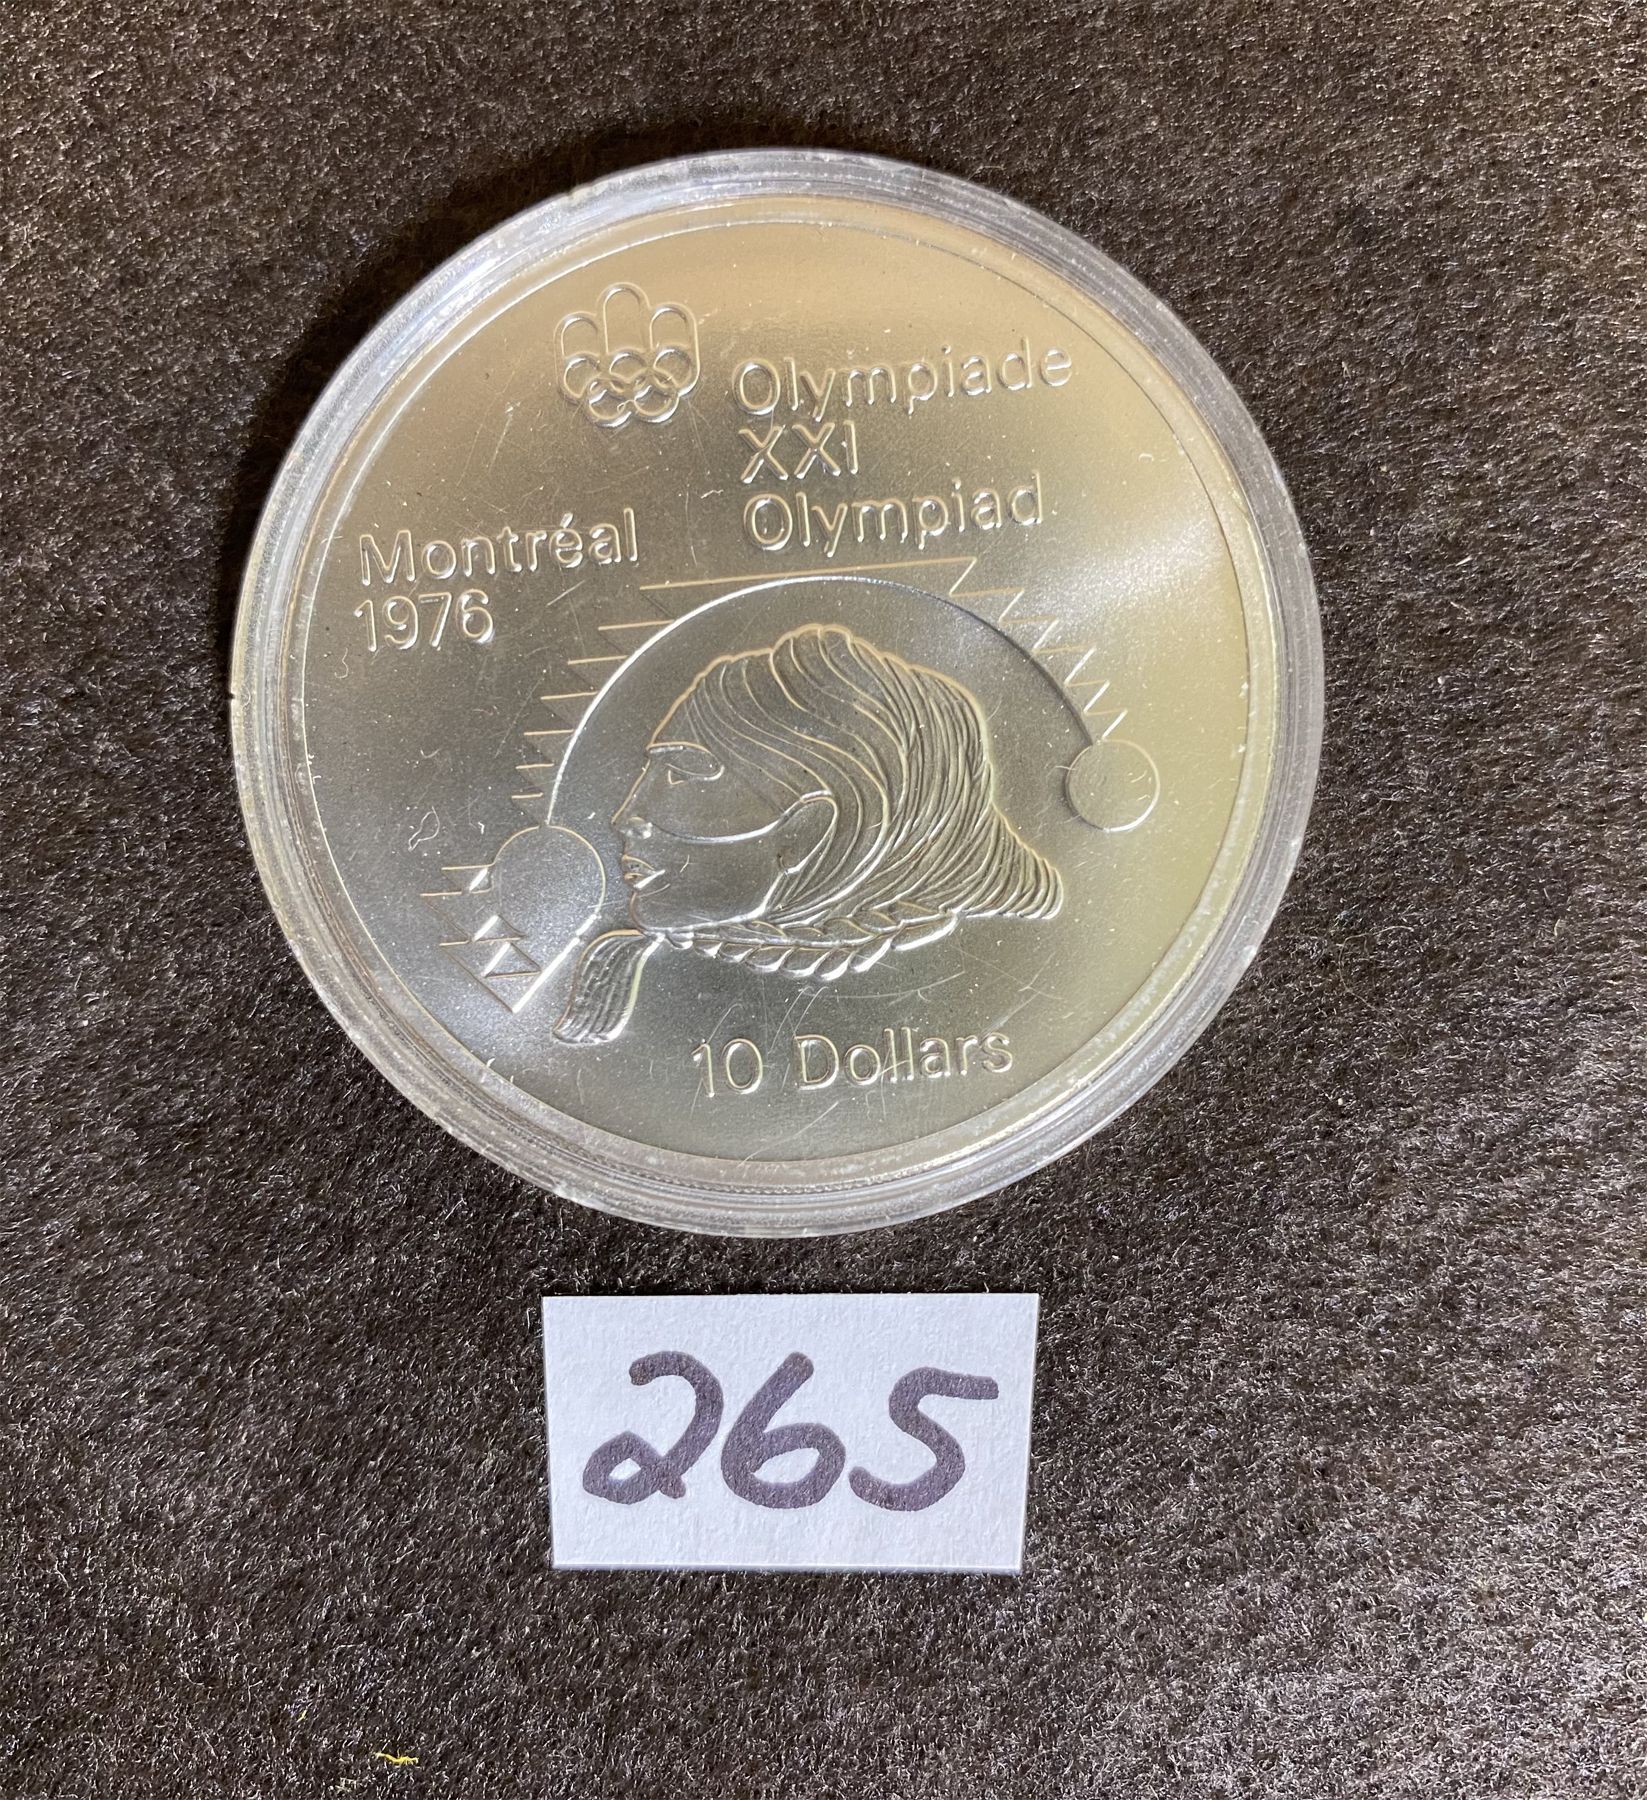 Olympiade
XXI
Olympiad
Montréal
1976
10 Dollars
265